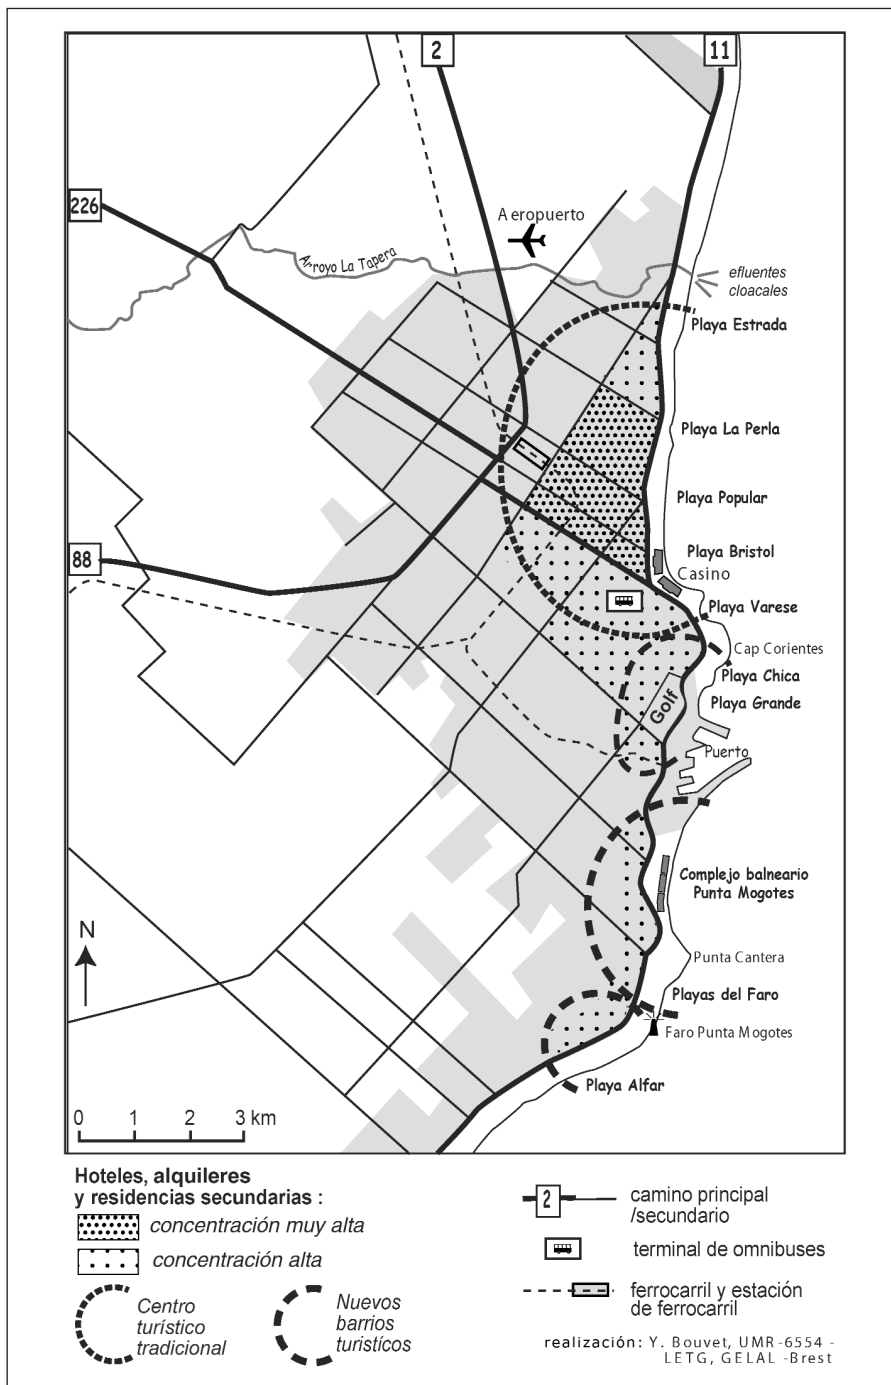 2
11
226
Aeropuerto
Arroyo La Tapera
efluentes
cloacales
Playa Estrada
Playa La Perla
Playa Popular
Playa Bristol
88
Casino
Playa Varese
Cap Corientes
Playa Chica
Golf
Playa Grande
Puerto
Complejo balneario
Punta Mogotes
N
Punta Cantera
Playas del Faro
Faro Punta Mogotes
Playa Alfar
0 1 2 3 km
Hoteles, alquileres
y residencias secundarias :
concentración muy alta
concentración alta
Centro
turístico
tradicional
Nuevos
barrios
turistícos
2
camino principal
/secundario
terminal de omnibuses
ferrocarril y estación
de ferrocarril
realización: Y. Bouvet, UMR-6554 -
LETG, GELAL -Brest